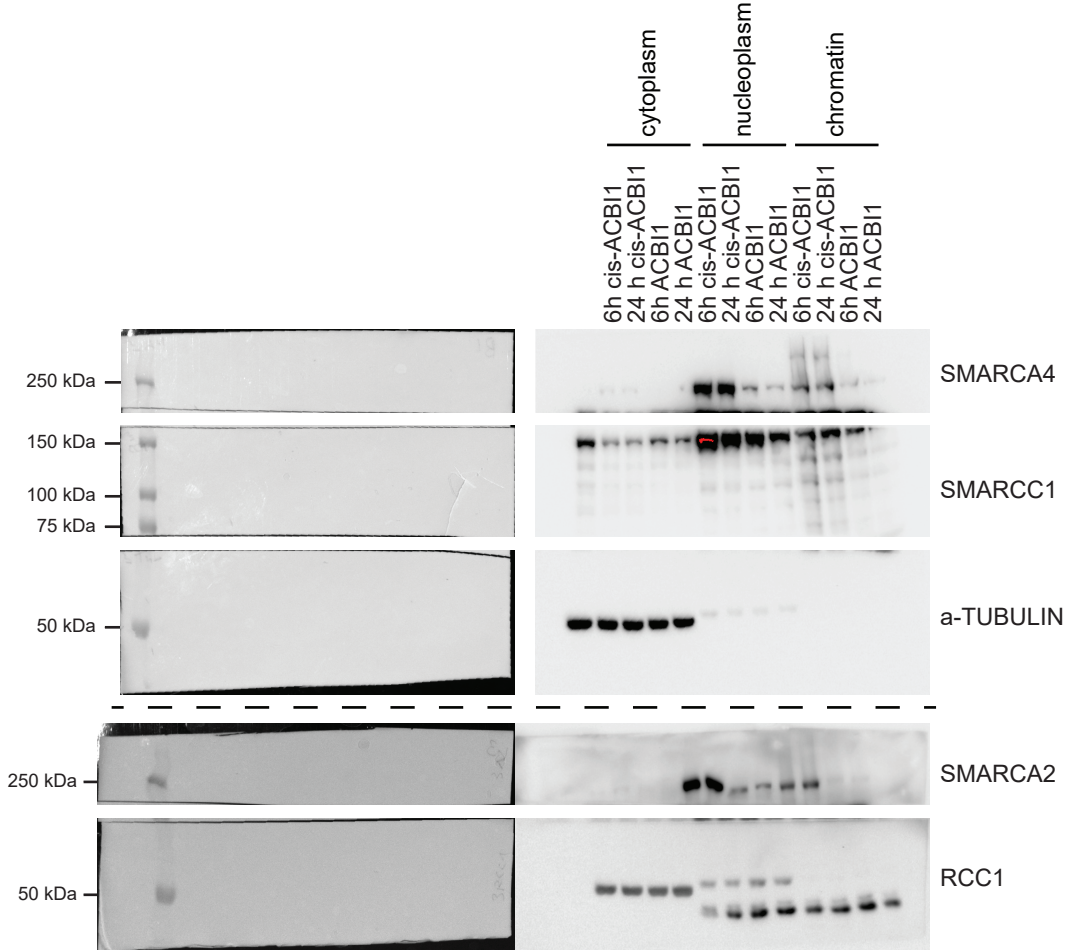 cytoplasm
nucleoplasm
chromatin
6h cis-ACBI1
24 h cis-ACBI1
6h ACBI1
24 h ACBI1
6h cis-ACBI1
24 h cis-ACBI1
6h ACBI1
24 h ACBI1
6h cis-ACBI1
24 h cis-ACBI1
6h ACBI1
24 h ACBI1
250 kDa
SMARCA4
150 kDa
100 kDa
75 kDa
SMARCC1
50 kDa
a-TUBULIN
250 kDa
SMARCA2
50 kDa
RCC1